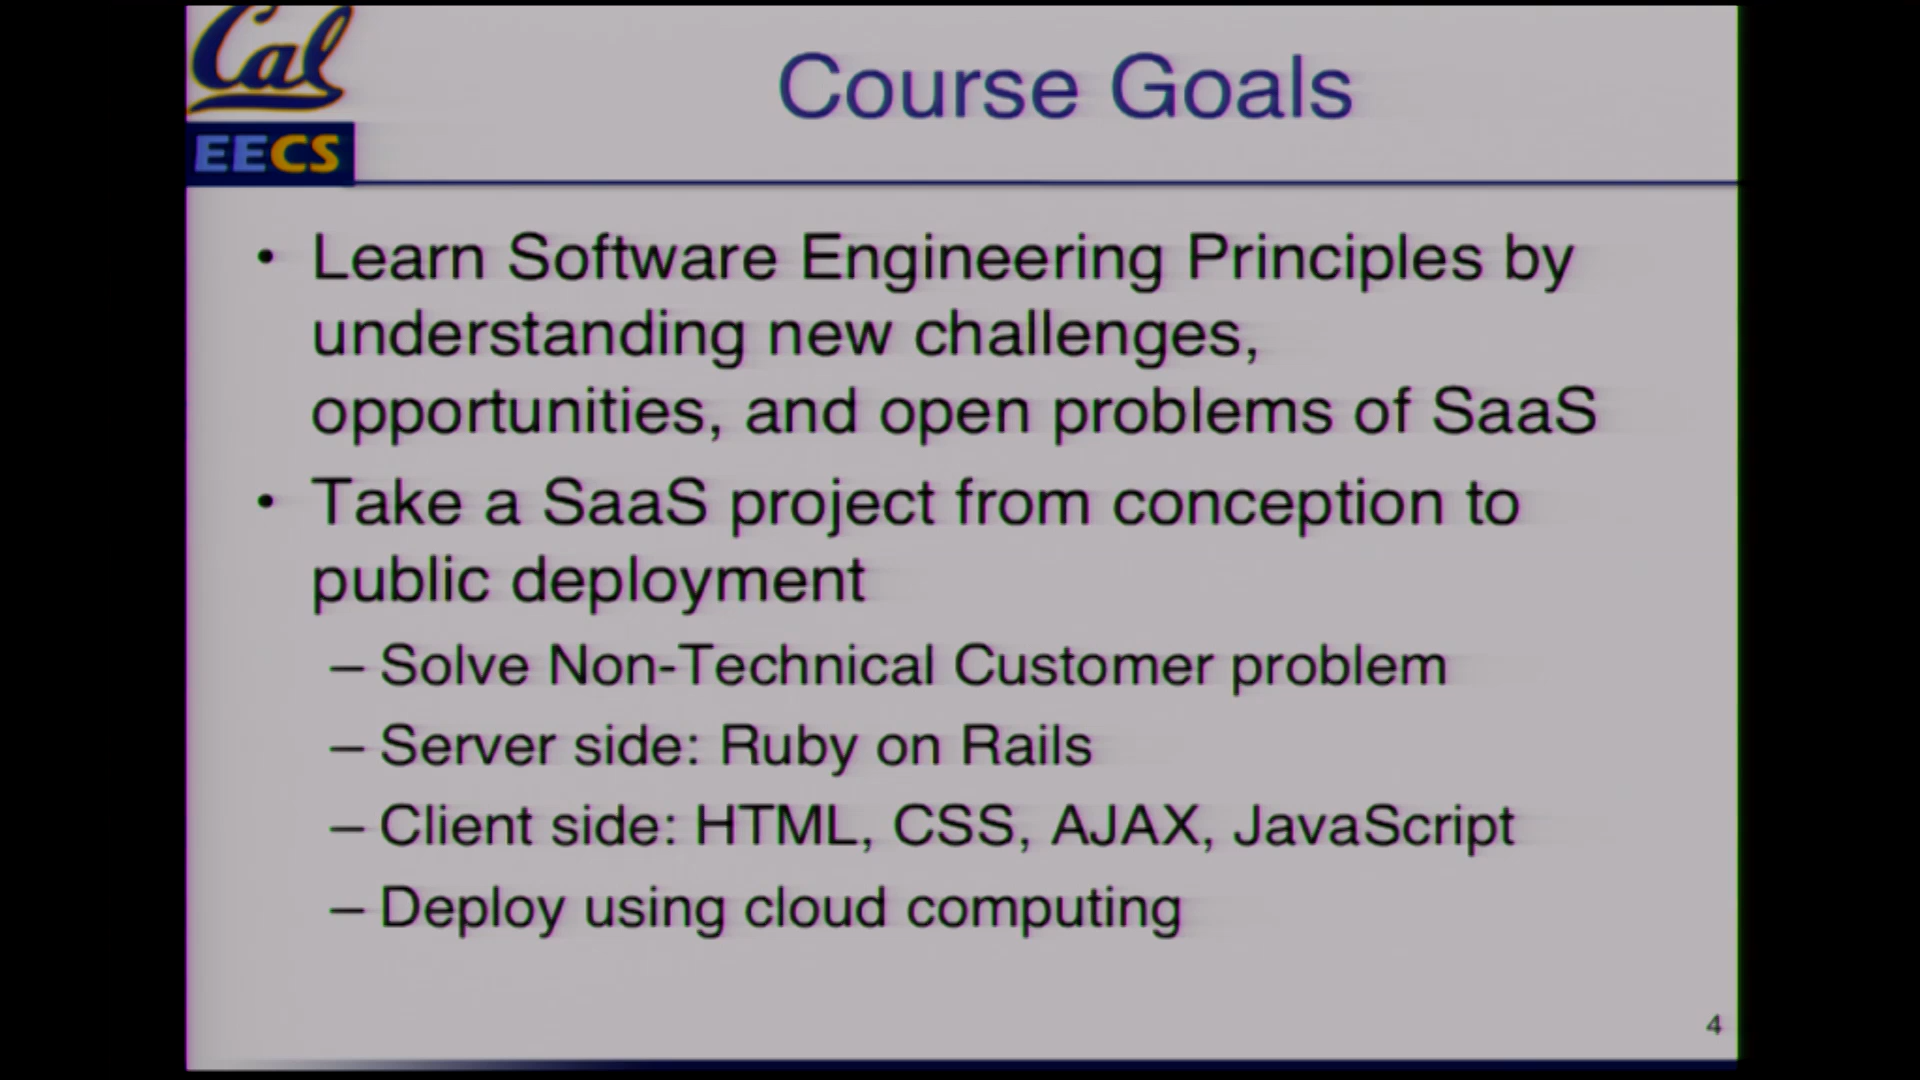 Cal
EECS
Course Goals
• Learn Software Engineering Principles by
understanding new challenges,
opportunities, and open problems of SaaS
• Take a SaaS project from conception to
public deployment
– Solve Non-Technical Customer problem
– Server side: Ruby on Rails
– Client side: HTML, CSS, AJAX, JavaScript
– Deploy using cloud computing
4